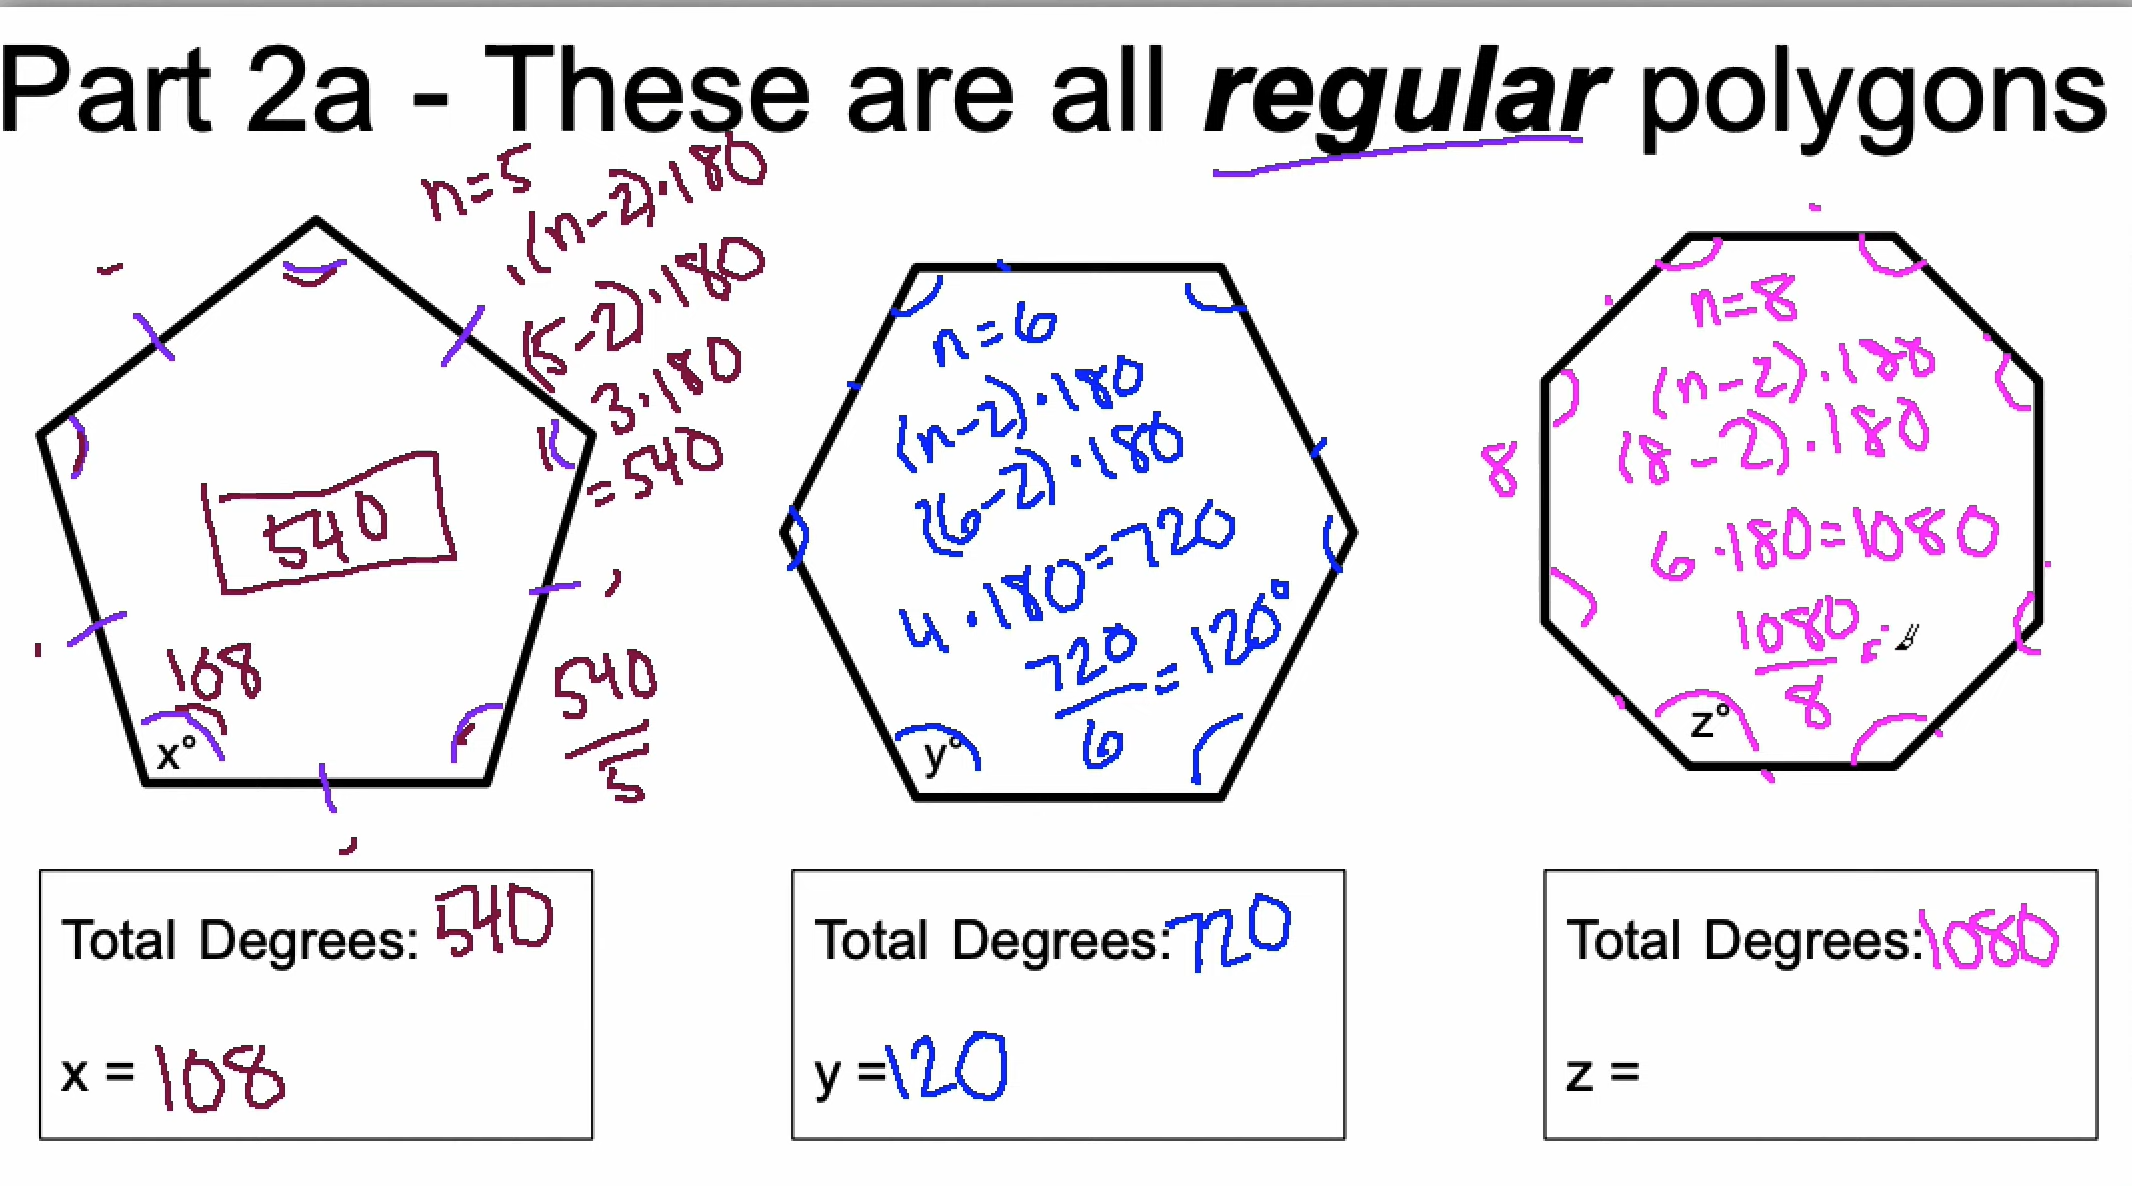 Part 2a - These are all regular polygons
n=5
(n-2)·180
(5-2)·180
3·180
=540
540
108
x°
540
5
n=6
(n-2)·180
(6-2)·180
4·180=720
720
6
=120°
y°
n=8
(n-2)·180
(8-2)·180
8
6·180=1080
1080
8
z°
Total Degrees: 540
x = 108
Total Degrees: 720
y = 120
Total Degrees: 1080
z =